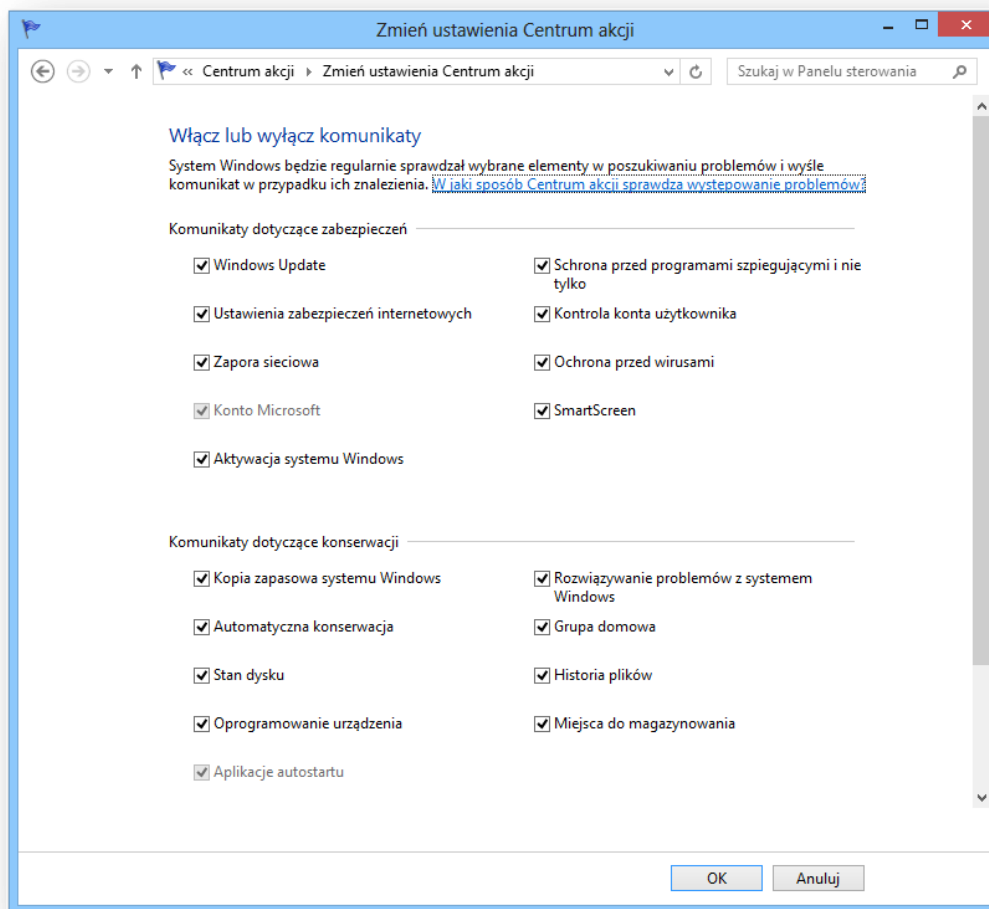 Zmień ustawienia Centrum akcji
« Centrum akcji Zmień ustawienia Centrum akcji
Szukaj w Panelu sterowania
Włącz lub wyłącz komunikaty
System Windows będzie regularnie sprawdzał wybrane elementy w poszukiwaniu problemów i wyśle
komunikat w przypadku ich znalezienia. W jaki sposób Centrum akcji sprawdza występowanie problemów?
Komunikaty dotyczące zabezpieczeń
Windows Update
Schrona przed programami szpiegującymi i nie
tylko
Ustawienia zabezpieczeń internetowych
Kontrola konta użytkownika
Zapora sieciowa
Ochrona przed wirusami
Konto Microsoft
SmartScreen
Aktywacja systemu Windows
Komunikaty dotyczące konserwacji
Kopia zapasowa systemu Windows
Rozwiązywanie problemów z systemem
Windows
Automatyczna konserwacja
Grupa domowa
Stan dysku
Historia plików
Oprogramowanie urządzenia
Miejsca do magazynowania
Aplikacje autostartu
OK
Anuluj